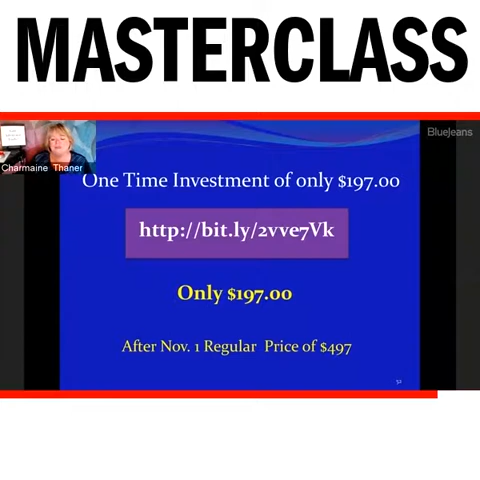 MASTERCLASS
BlueJeans
Charmaine Thaner
One Time Investment of only $197.00
http://bit.ly/2vve7Vk
Only $197.00
After Nov. 1 Regular Price of $497
52